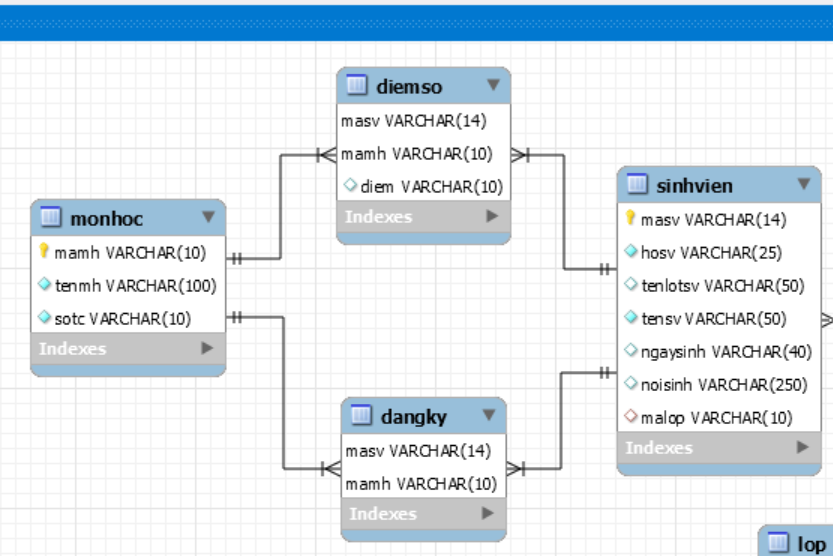 diemso
masv VARCHAR(14)
mamh VARCHAR(10)
diem VARCHAR(10)
Indexes
monhoc
mamh VARCHAR(10)
tenmh VARCHAR(100)
sotc VARCHAR(10)
Indexes
sinhvien
masv VARCHAR(14)
hosv VARCHAR(25)
tenlotsv VARCHAR(50)
tensv VARCHAR(50)
ngaysinh VARCHAR(40)
noisinh VARCHAR(250)
malop VARCHAR(10)
Indexes
dangky
masv VARCHAR(14)
mamh VARCHAR(10)
Indexes
lop